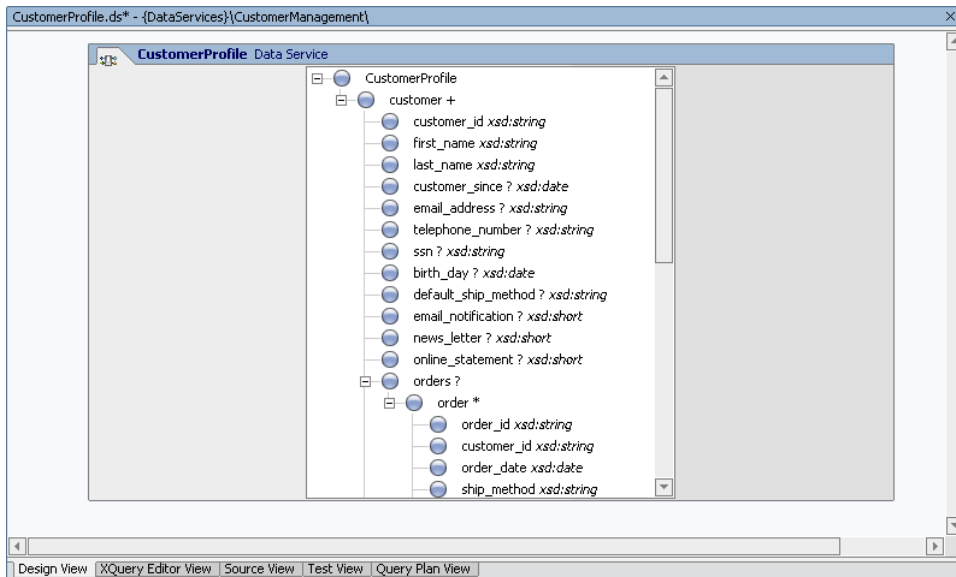 CustomerProfile.ds* - {DataServices}\CustomerManagement\
CustomerProfile Data Service
CustomerProfile
customer +
customer_id xsd:string
first_name xsd:string
last_name xsd:string
customer_since ? xsd:date
email_address ? xsd:string
telephone_number ? xsd:string
ssn ? xsd:string
birth_day ? xsd:date
default_ship_method ? xsd:string
email_notification ? xsd:short
news_letter ? xsd:short
online_statement ? xsd:short
orders ?
order *
order_id xsd:string
customer_id xsd:string
order_date xsd:date
ship_method xsd:string
Design View XQuery Editor View Source View Test View Query Plan View